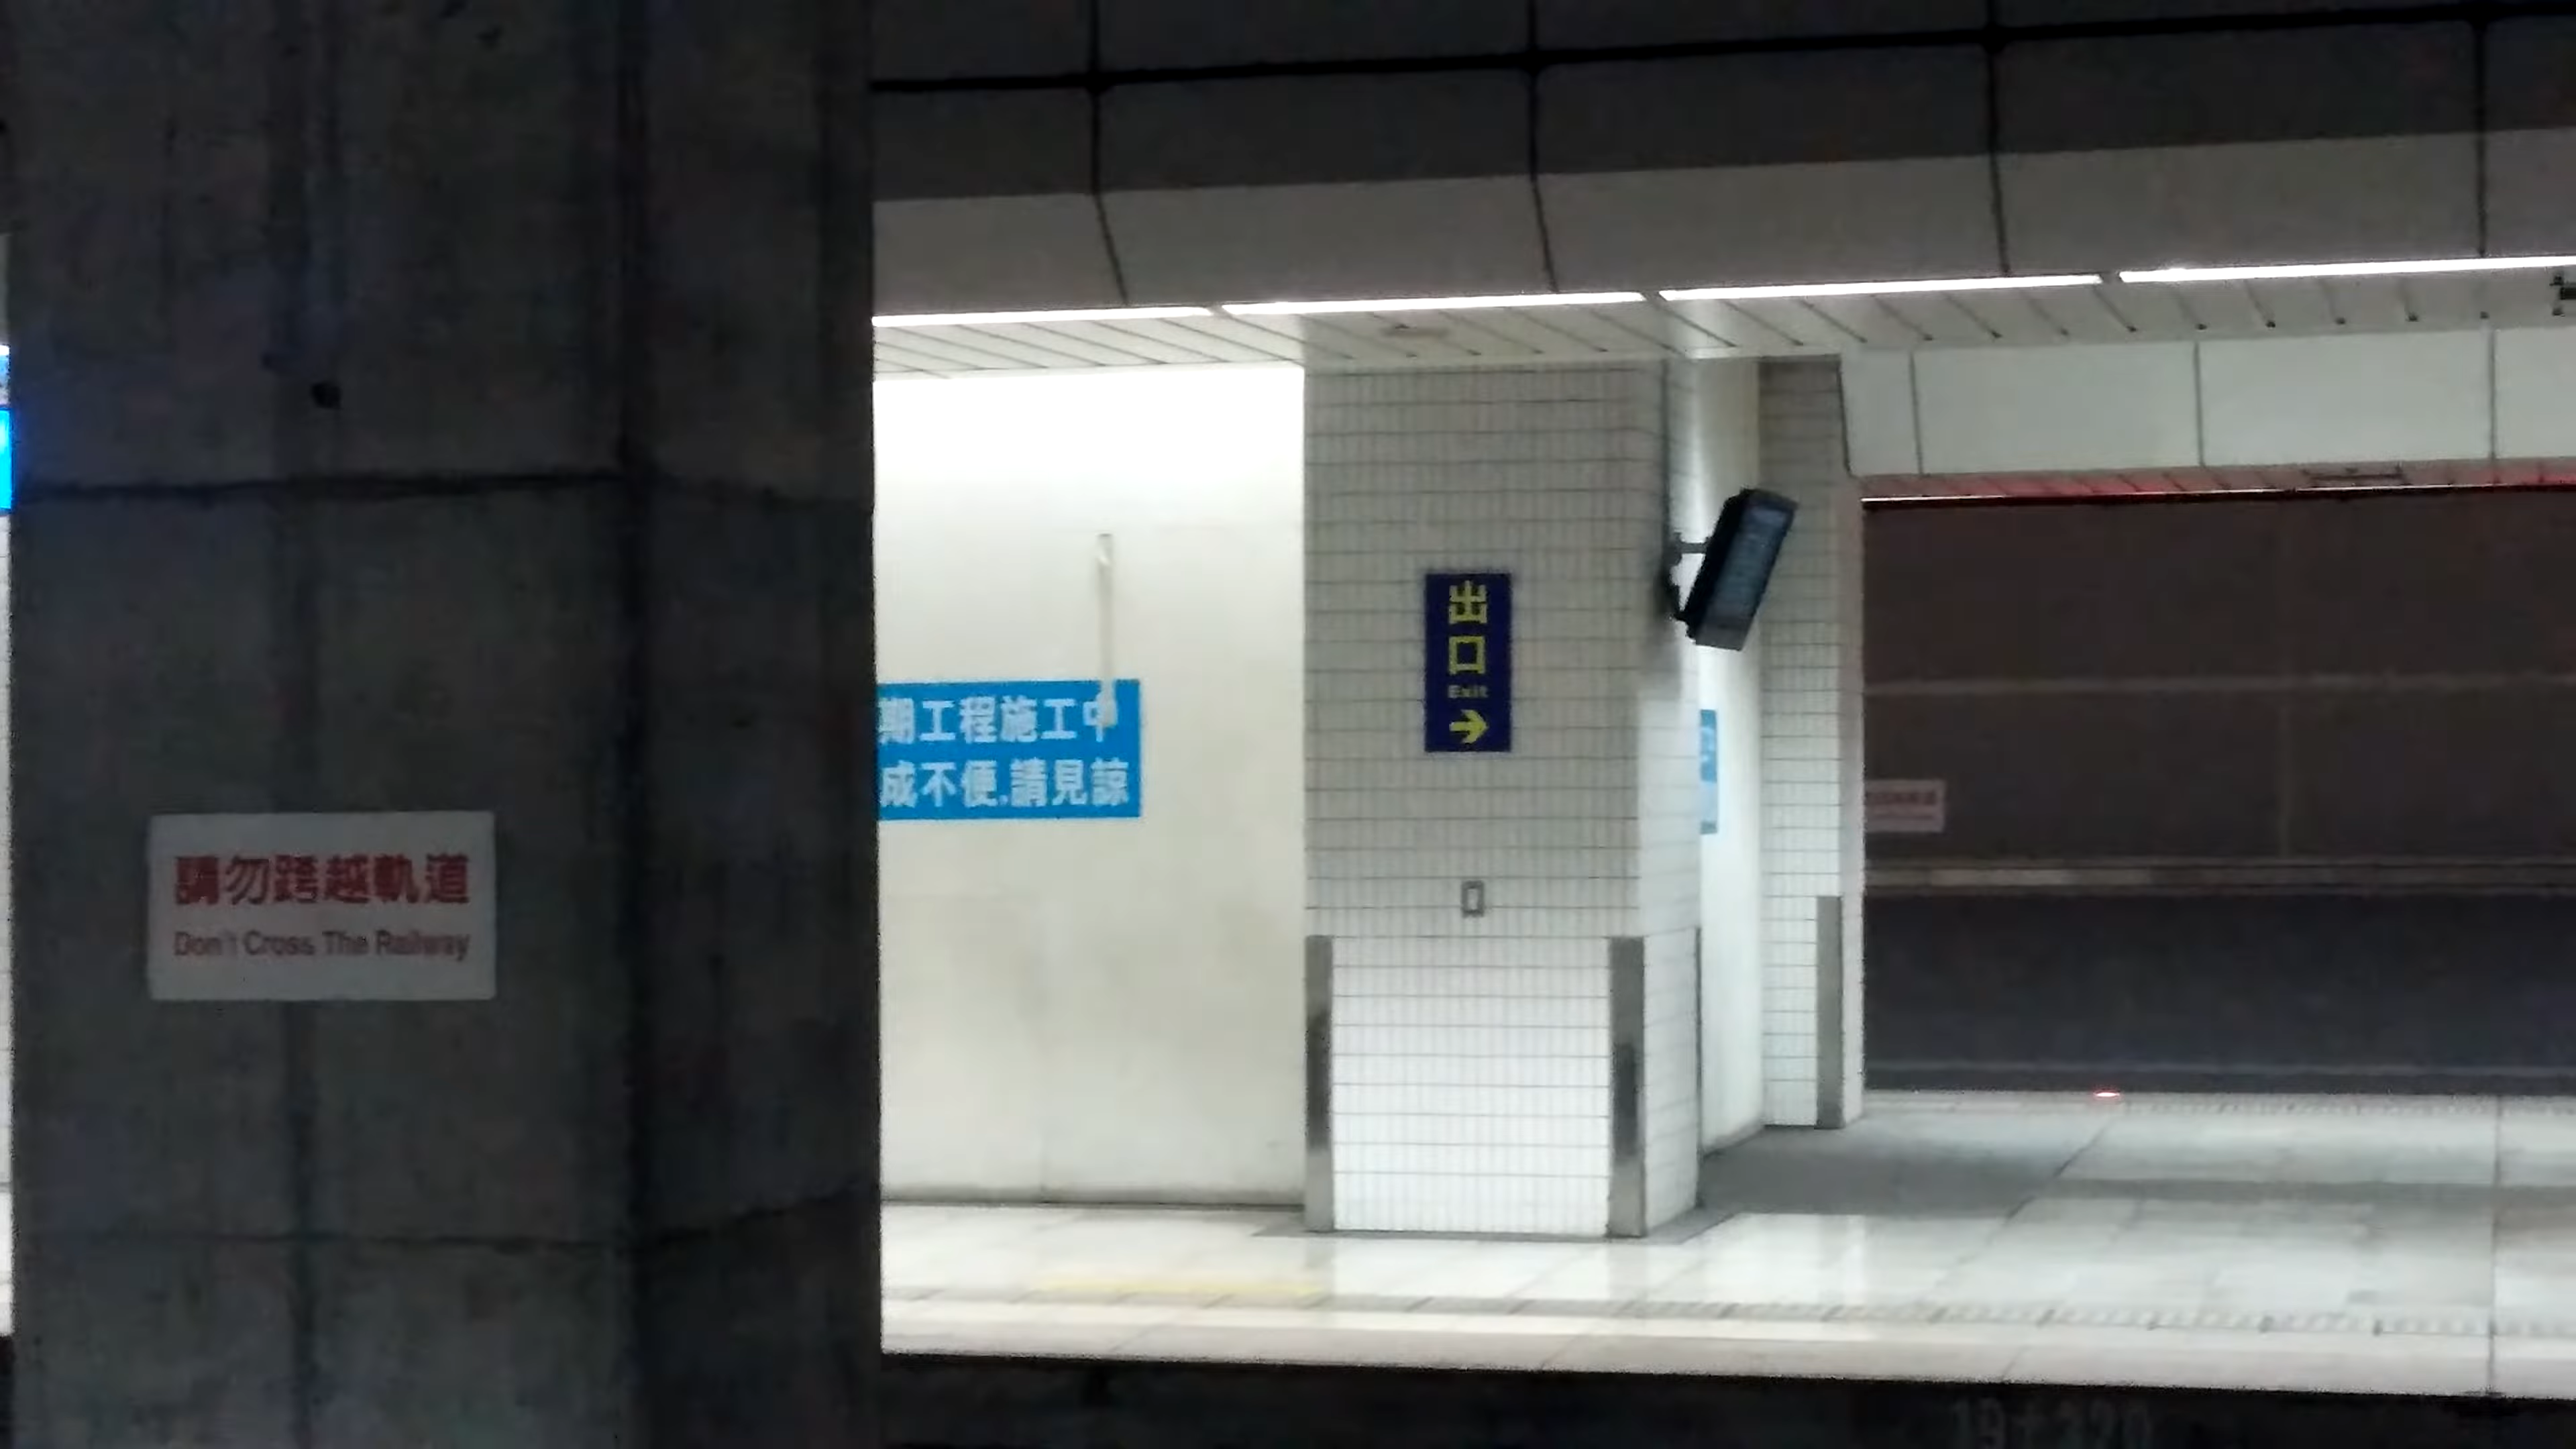 期工程施工中
成不便,請見諒
出口
Exit
請勿跨越軌道
Don't Cross The Railway